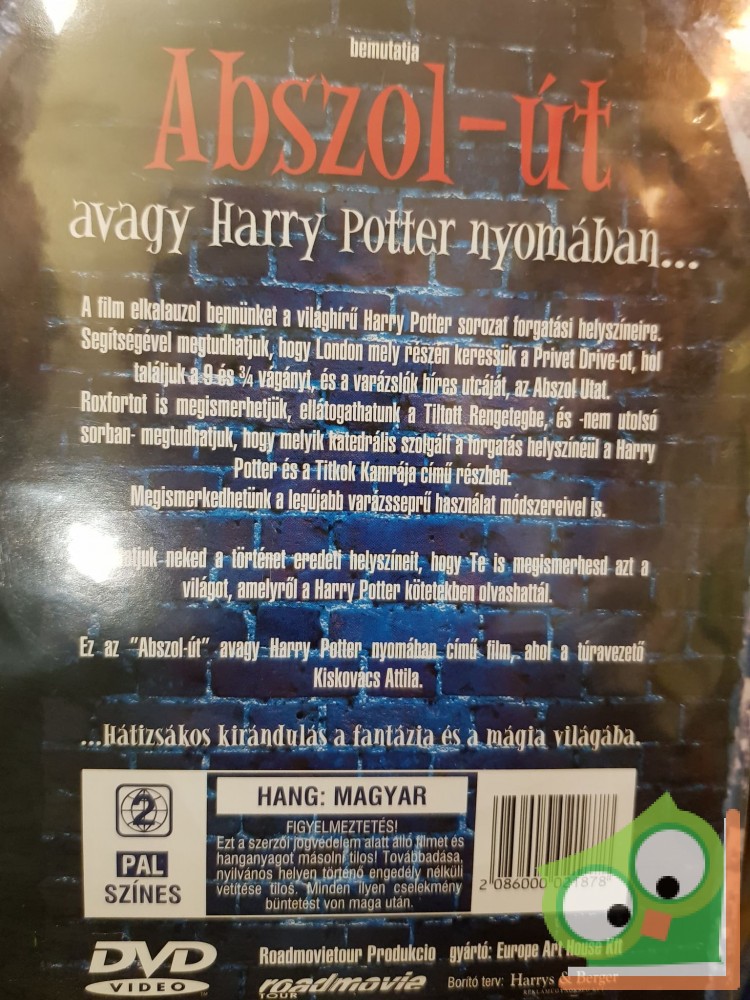 bemutatja
Abszol-út
avagy Harry Potter nyomában...
A film elkalauzol bennünket a világhírű Harry Potter sorozat forgatási helyszíneire.
Segítségével megtudhatjuk, hogy London mely részén keressük a Privet Drive-ot, hol
találjuk a 9 és ¾ vágányt, és a varázslók híres utcáját, az Abszol Utat.
Roxfortot is megismerhetjük, ellátogathatunk a Tiltott Rengetegbe, és -nem utolsó
sorban- megtudhatjuk, hogy melyik katedrális szolgált a forgatás helyszínéül a Harry
Potter és a Titkok Kamrája című részben.
Megismerkedhetünk a legújabb varázsseprű használat módszereivel is.
neked a történet eredeti helyszíneit, hogy Te is megismerhesd azt a
világot, amelyről a Harry Potter kötetekben olvashattál.
Ez az "Abszol-út" avagy Harry Potter nyomában című film, ahol a túravezető
Kiskovács Attila.
...Hátizsákos kirándulás a fantázia és a mágia világába.
2
PAL
SZÍNES
HANG: MAGYAR
FIGYELMEZTETÉS!
Ezt a szerzői jogvédelem alatt álló filmet és
hanganyagot másolni tilos! Továbbadása,
nyilvános helyen történő engedély nélküli
vetítése tilos. Minden ilyen cselekmény
büntetést von maga után.
2 086000 021878
DVD
VIDEO
Roadmovietour Produkcio gyártó: Europe Art House Kft
roadmovie
TOUR
Borító terv: Harrys & Berger